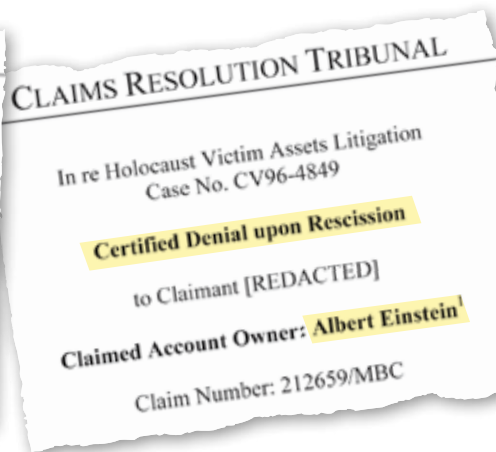 CLAIMS RESOLUTION TRIBUNAL
In re Holocaust Victim Assets Litigation
Case No. CV96-4849
Certified Denial upon Rescission
to Claimant [REDACTED]
Claimed Account Owner: Albert Einstein¹
Claim Number: 212659/MBC